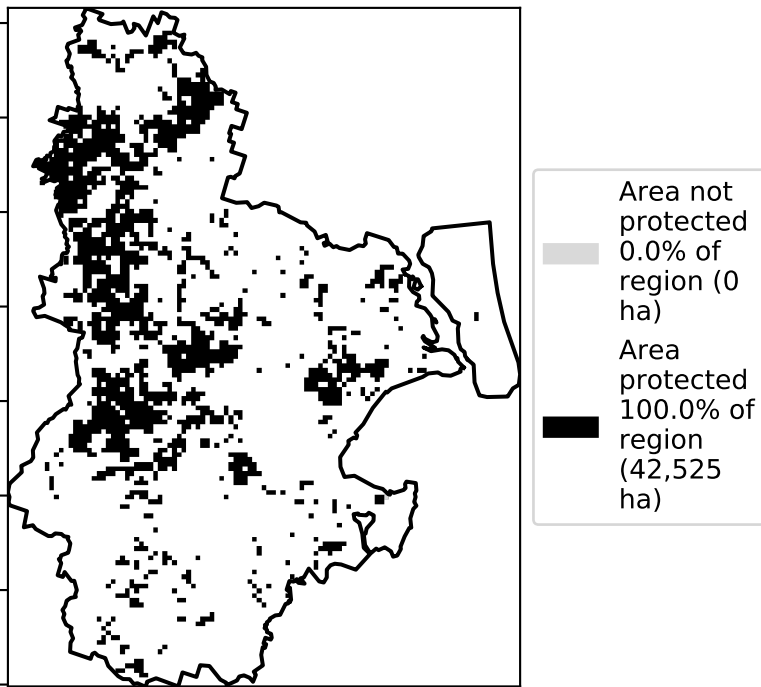 Area not
protected
0.0% of
region (0
ha)
Area
protected
100.0% of
region
(42,525
ha)